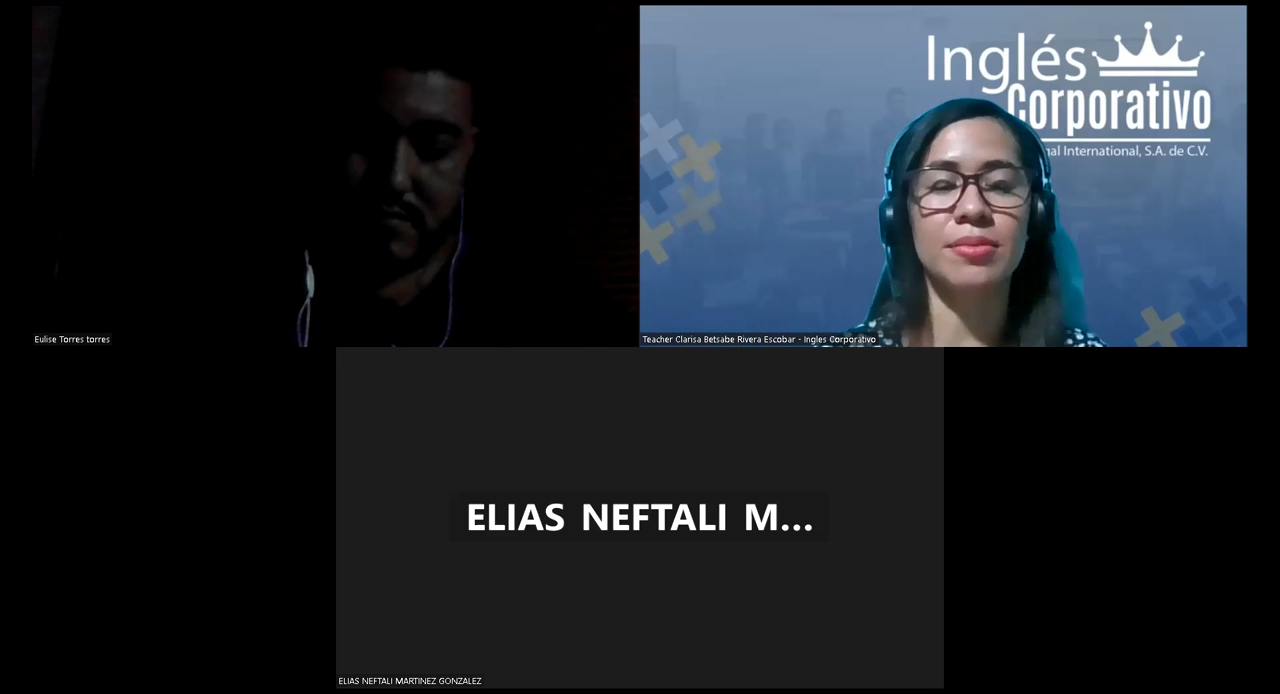 Inglés
Corporativo
nal International, S.A. de C.V.
Eulise Torres torres
Teacher Clarisa Betsabe Rivera Escobar - Ingles Corporativo
ELIAS NEFTALI M...
ELIAS NEFTALI MARTINEZ GONZALEZ